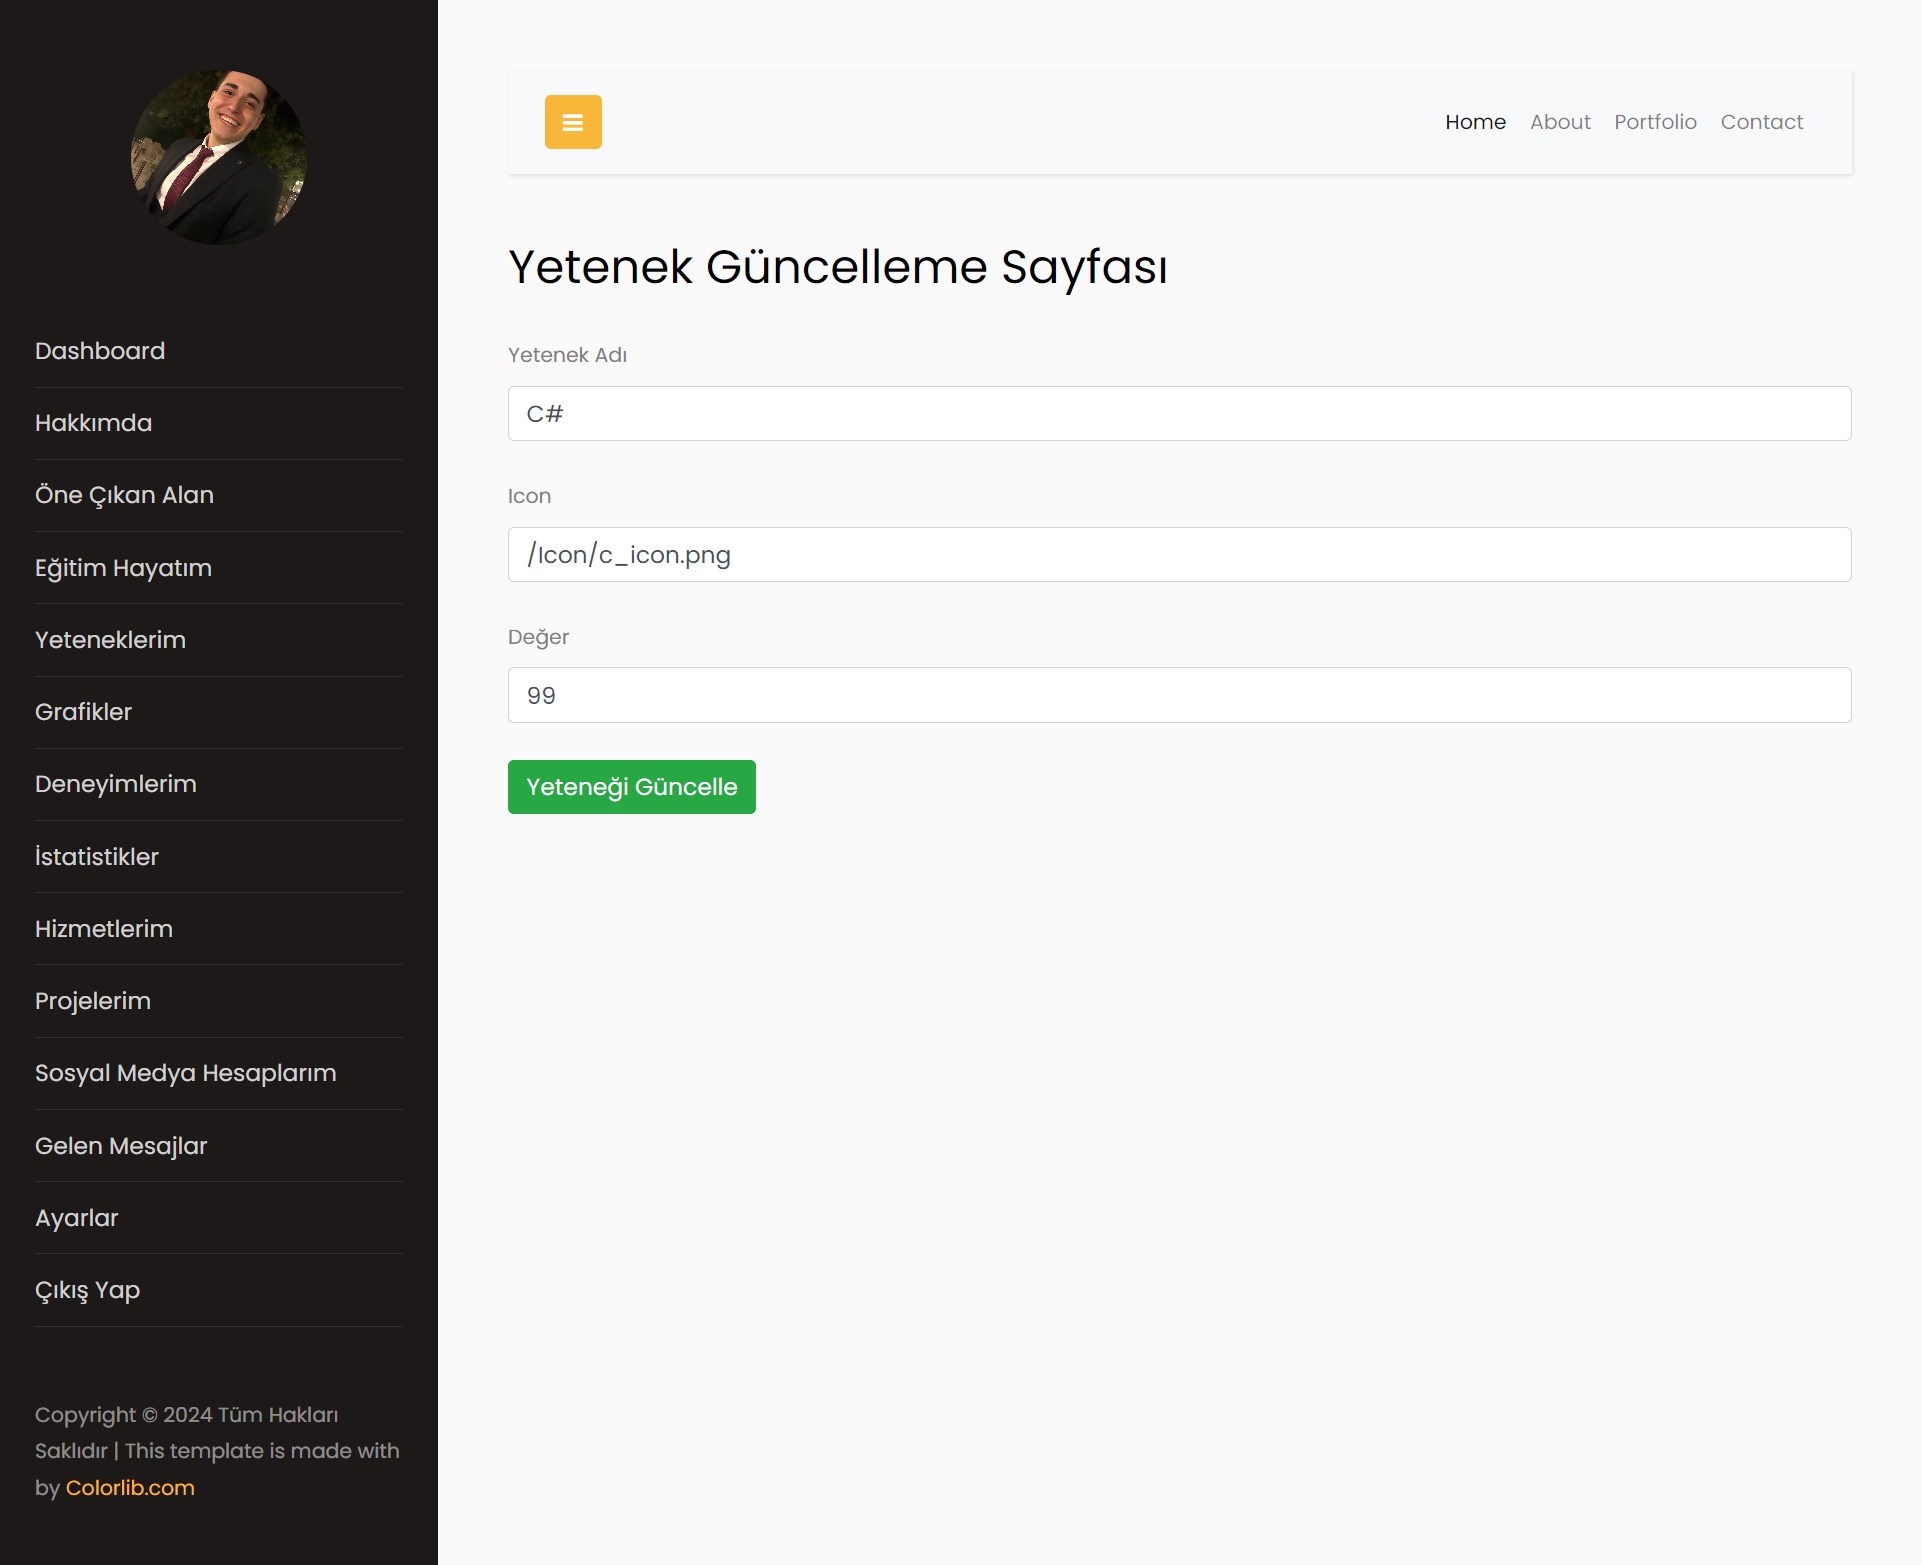 Dashboard
Hakkımda
Öne Çıkan Alan
Eğitim Hayatım
Yeteneklerim
Grafikler
Deneyimlerim
İstatistikler
Hizmetlerim
Projelerim
Sosyal Medya Hesaplarım
Gelen Mesajlar
Ayarlar
Çıkış Yap
Copyright © 2024 Tüm Hakları
Saklıdır | This template is made with
by Colorlib.com
Home About Portfolio Contact
Yetenek Güncelleme Sayfası
Yetenek Adı
C#
Icon
/Icon/c_icon.png
Değer
99
Yeteneği Güncelle